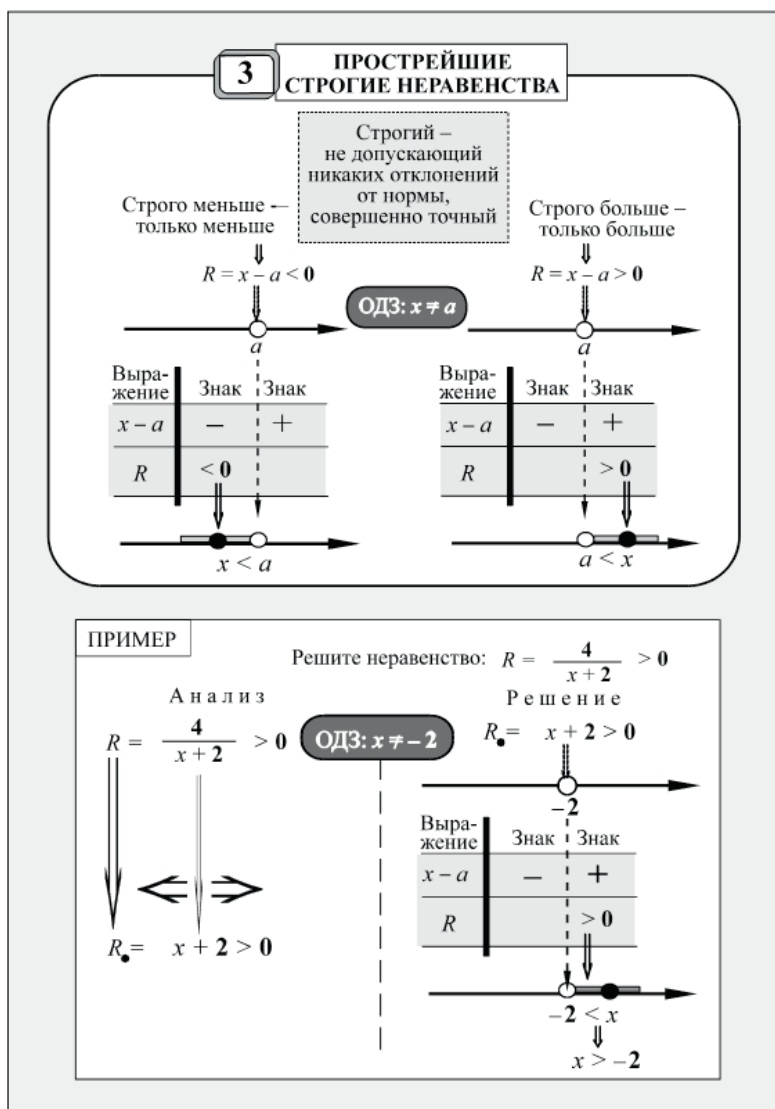 3
ПРОСТРЕЙШИЕ
СТРОГИЕ НЕРАВЕНСТВА
Строгий –
не допускающий
никаких отклонений
от нормы,
совершенно точный
Строго меньше –
только меньше
R = x – a < 0
Строго больше –
только больше
R = x – a > 0
ОДЗ: x ≠ a
a
a
Выра-
жение Знак Знак
x – a – +
R < 0
x < a
Выра-
жение Знак Знак
x – a – +
R > 0
a < x
ПРИМЕР
Решите неравенство: R = 4 / x + 2 > 0
Анализ
R = 4 / x + 2 > 0
R● = x + 2 > 0
ОДЗ: x ≠ – 2
Решение
R● = x + 2 > 0
–2
Выра-
жение Знак Знак
x – a – +
R > 0
–2 < x
x > –2